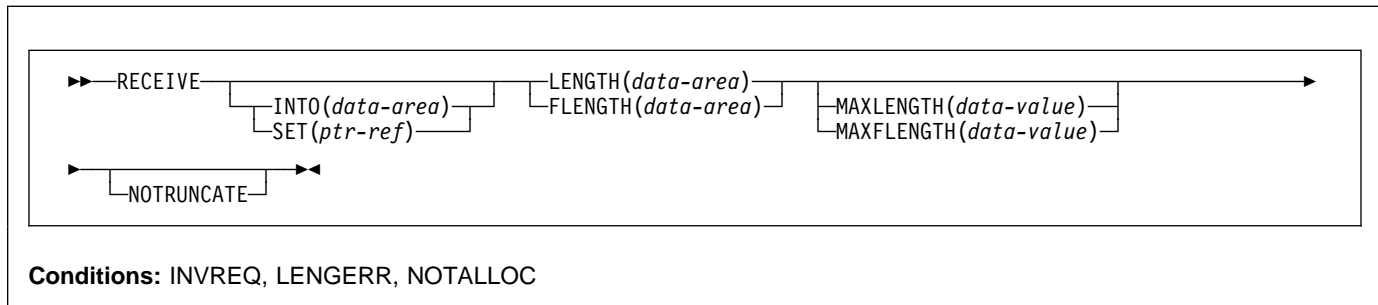 RECEIVE LENGTH(data-area)
INTO(data-area) FLENGTH(data-area) MAXLENGTH(data-value)
SET(ptr-ref) MAXFLENGTH(data-value)
NOTRUNCATE
Conditions: INVREQ, LENGERR, NOTALLOC